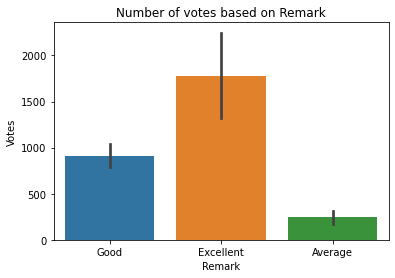 Number of votes based on Remark
Votes
2000
1500
1000
500
0
Good Excellent Average
Remark